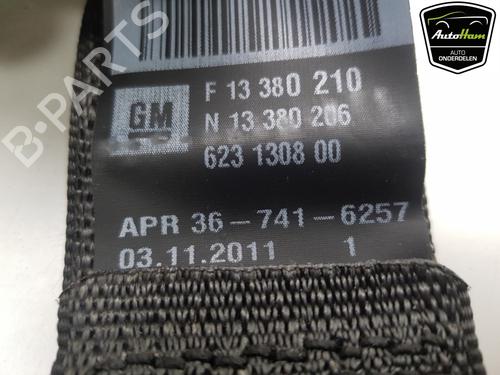 AutoHam
AUTO
ONDERDELEN
B-PARTS
GM
F 13 380 210
N 13 380 206
623 1308 00
APR 36-741-6257
03.11.2011 1